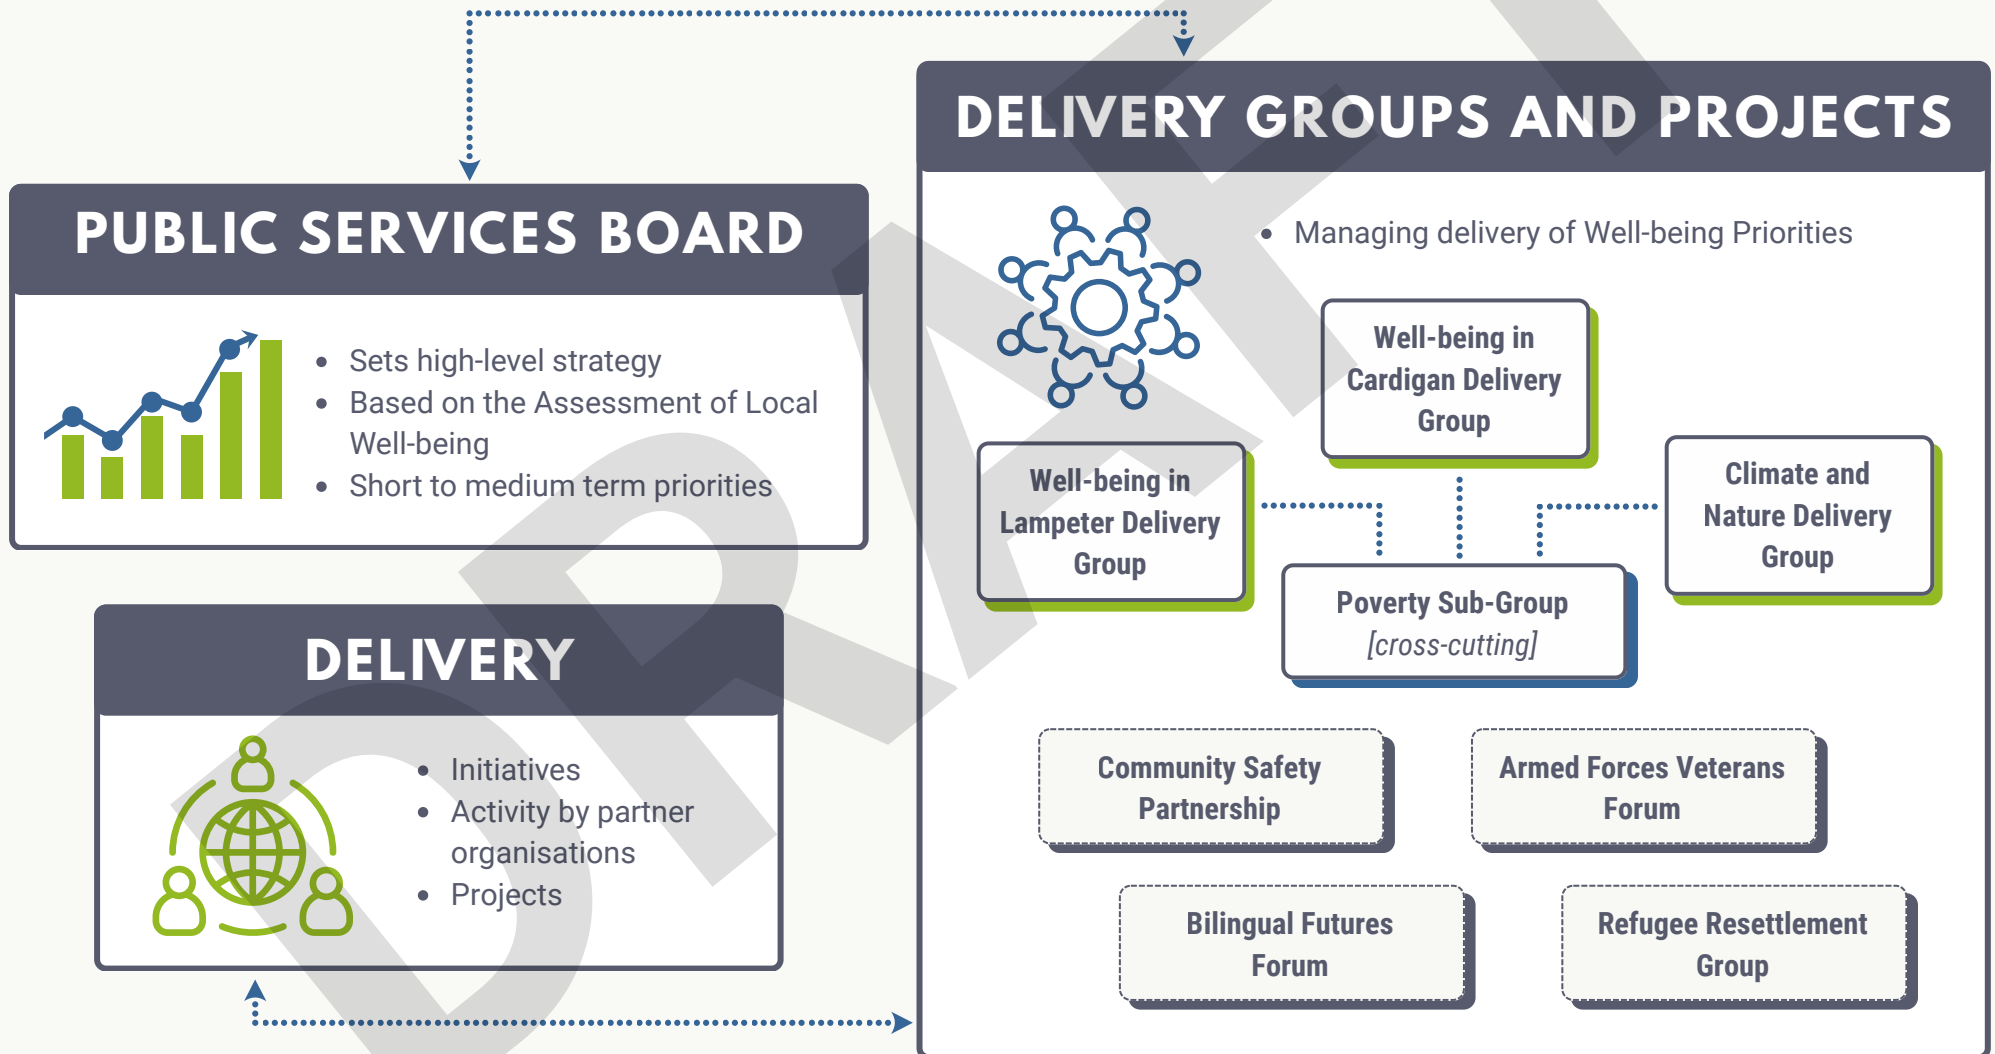 PUBLIC SERVICES BOARD
Sets high-level strategy
Based on the Assessment of Local
Well-being
Short to medium term priorities
DELIVERY
Initiatives
Activity by partner
organisations
Projects
DELIVERY GROUPS AND PROJECTS
Managing delivery of Well-being Priorities
Well-being in
Cardigan Delivery
Group
Well-being in
Lampeter Delivery
Group
Climate and
Nature Delivery
Group
Poverty Sub-Group
[cross-cutting]
Community Safety
Partnership
Armed Forces Veterans
Forum
Bilingual Futures
Forum
Refugee Resettlement
Group
DRAFT